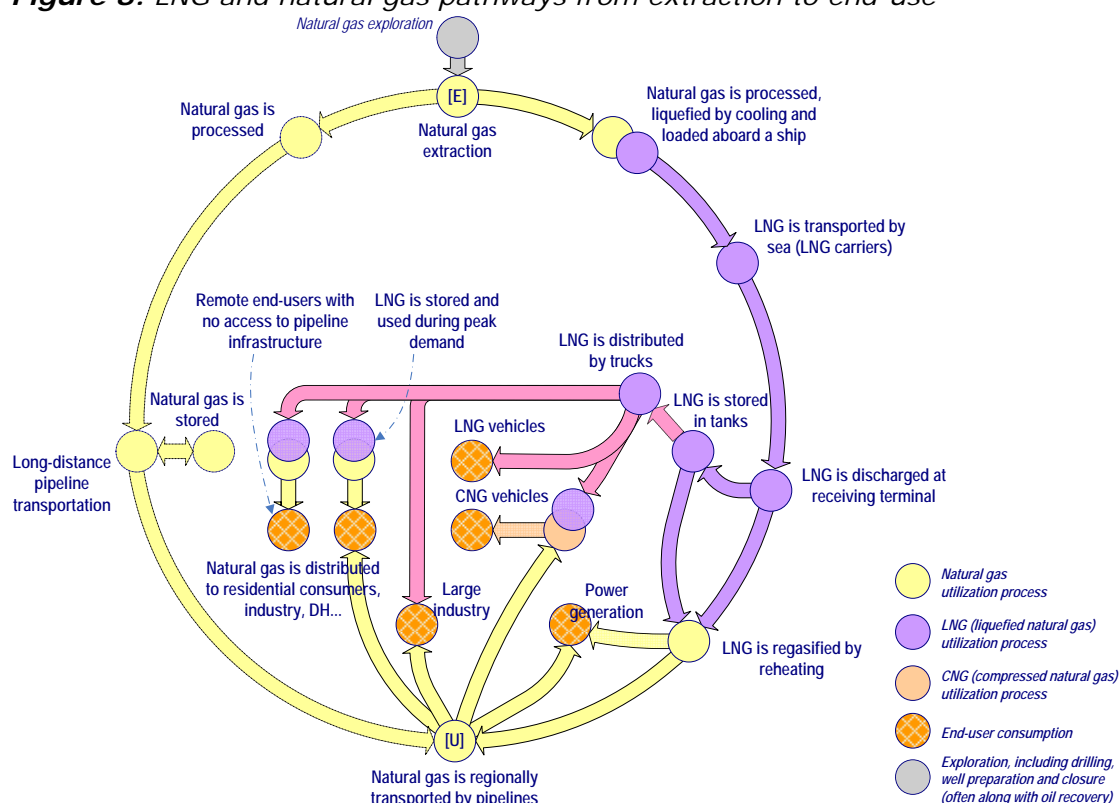 Figure 3: LNG and natural gas pathways from extraction to end-use
Natural gas exploration
[E]
Natural gas
extraction
Natural gas is
processed
Natural gas is processed,
liquefied by cooling and
loaded aboard a ship
LNG is transported by
sea (LNG carriers)
Remote end-users with
no access to pipeline
infrastructure
LNG is stored and
used during peak
demand
LNG is distributed
by trucks
Natural gas is
stored
LNG is stored
in tanks
LNG vehicles
Long-distance
pipeline
transportation
CNG vehicles
LNG is discharged at
receiving terminal
Natural gas is distributed
to residential consumers,
industry, DH...
Large
industry
Power
generation
LNG is regasified by
reheating
[U]
Natural gas is regionally
transported by pipelines
Natural gas
utilization process
LNG (liquefied natural gas)
utilization process
CNG (compressed natural gas)
utilization process
End-user consumption
Exploration, including drilling,
well preparation and closure
(often along with oil recovery)